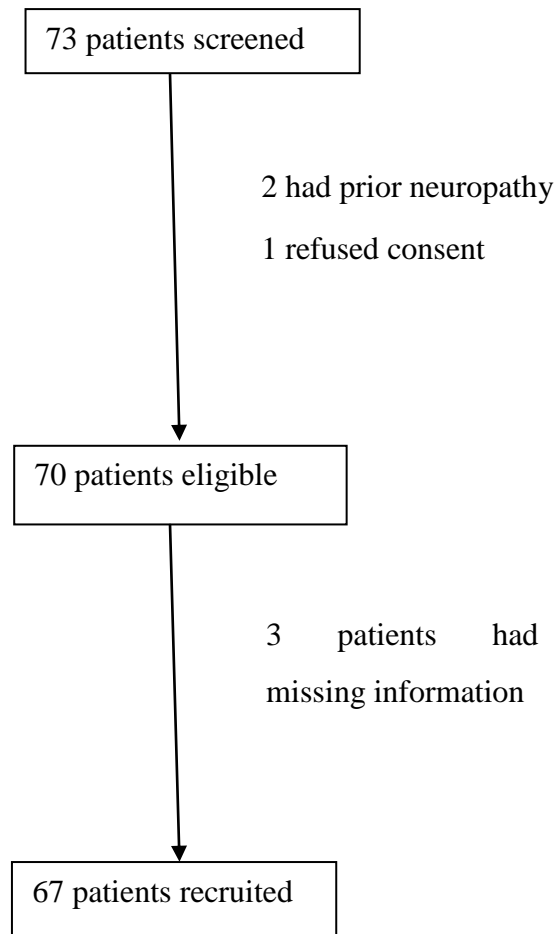 73 patients screened
2 had prior neuropathy
1 refused consent
70 patients eligible
3 patients had
missing information
67 patients recruited